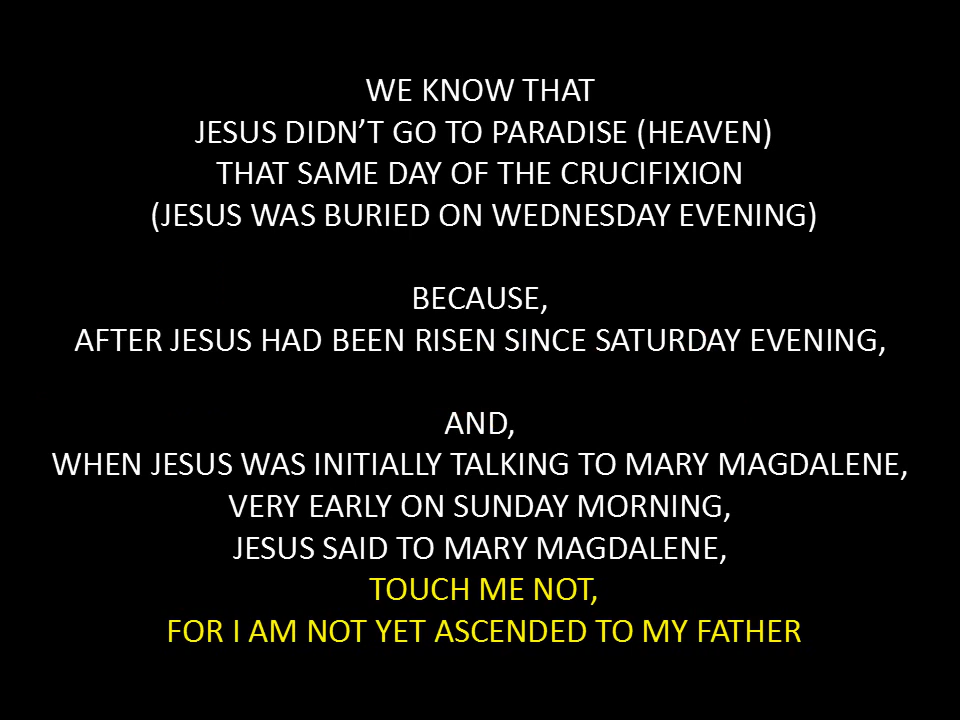 WE KNOW THAT
JESUS DIDN’T GO TO PARADISE (HEAVEN)
THAT SAME DAY OF THE CRUCIFIXION
(JESUS WAS BURIED ON WEDNESDAY EVENING)
BECAUSE,
AFTER JESUS HAD BEEN RISEN SINCE SATURDAY EVENING,
AND,
WHEN JESUS WAS INITIALLY TALKING TO MARY MAGDALENE,
VERY EARLY ON SUNDAY MORNING,
JESUS SAID TO MARY MAGDALENE,
TOUCH ME NOT,
FOR I AM NOT YET ASCENDED TO MY FATHER